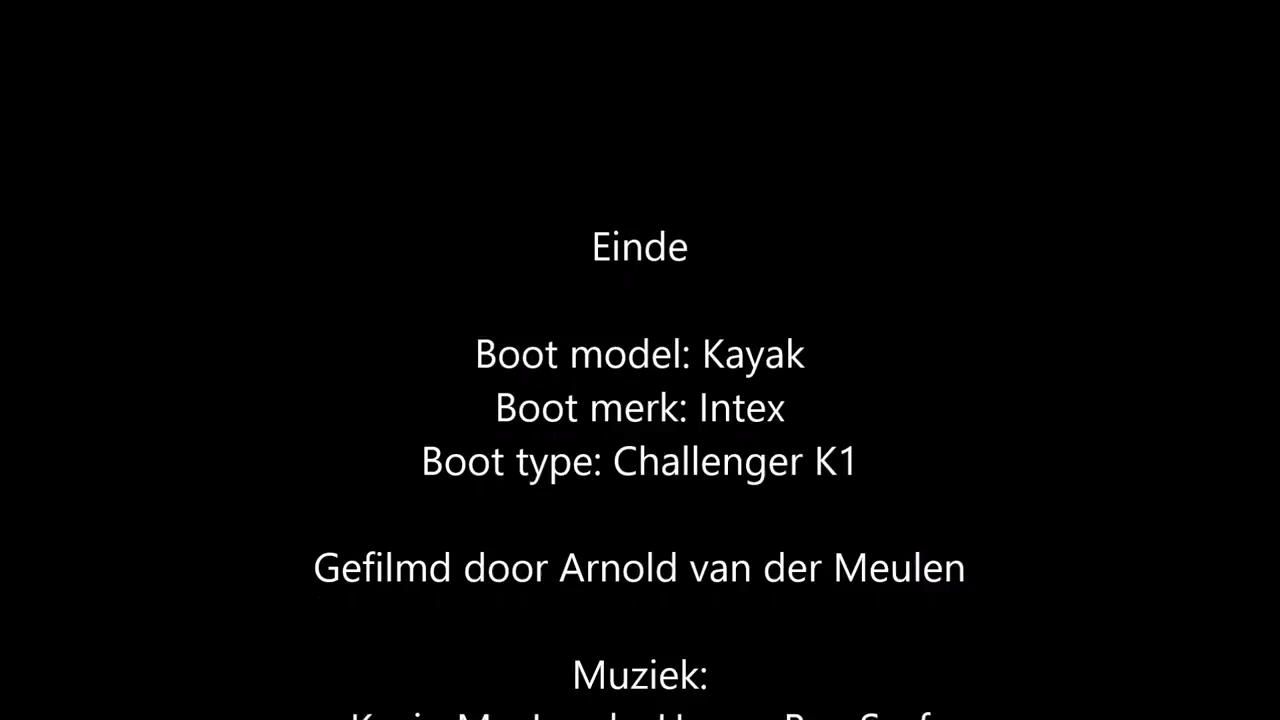 Einde
Boot model: Kayak
Boot merk: Intex
Boot type: Challenger K1
Gefilmd door Arnold van der Meulen
Muziek: